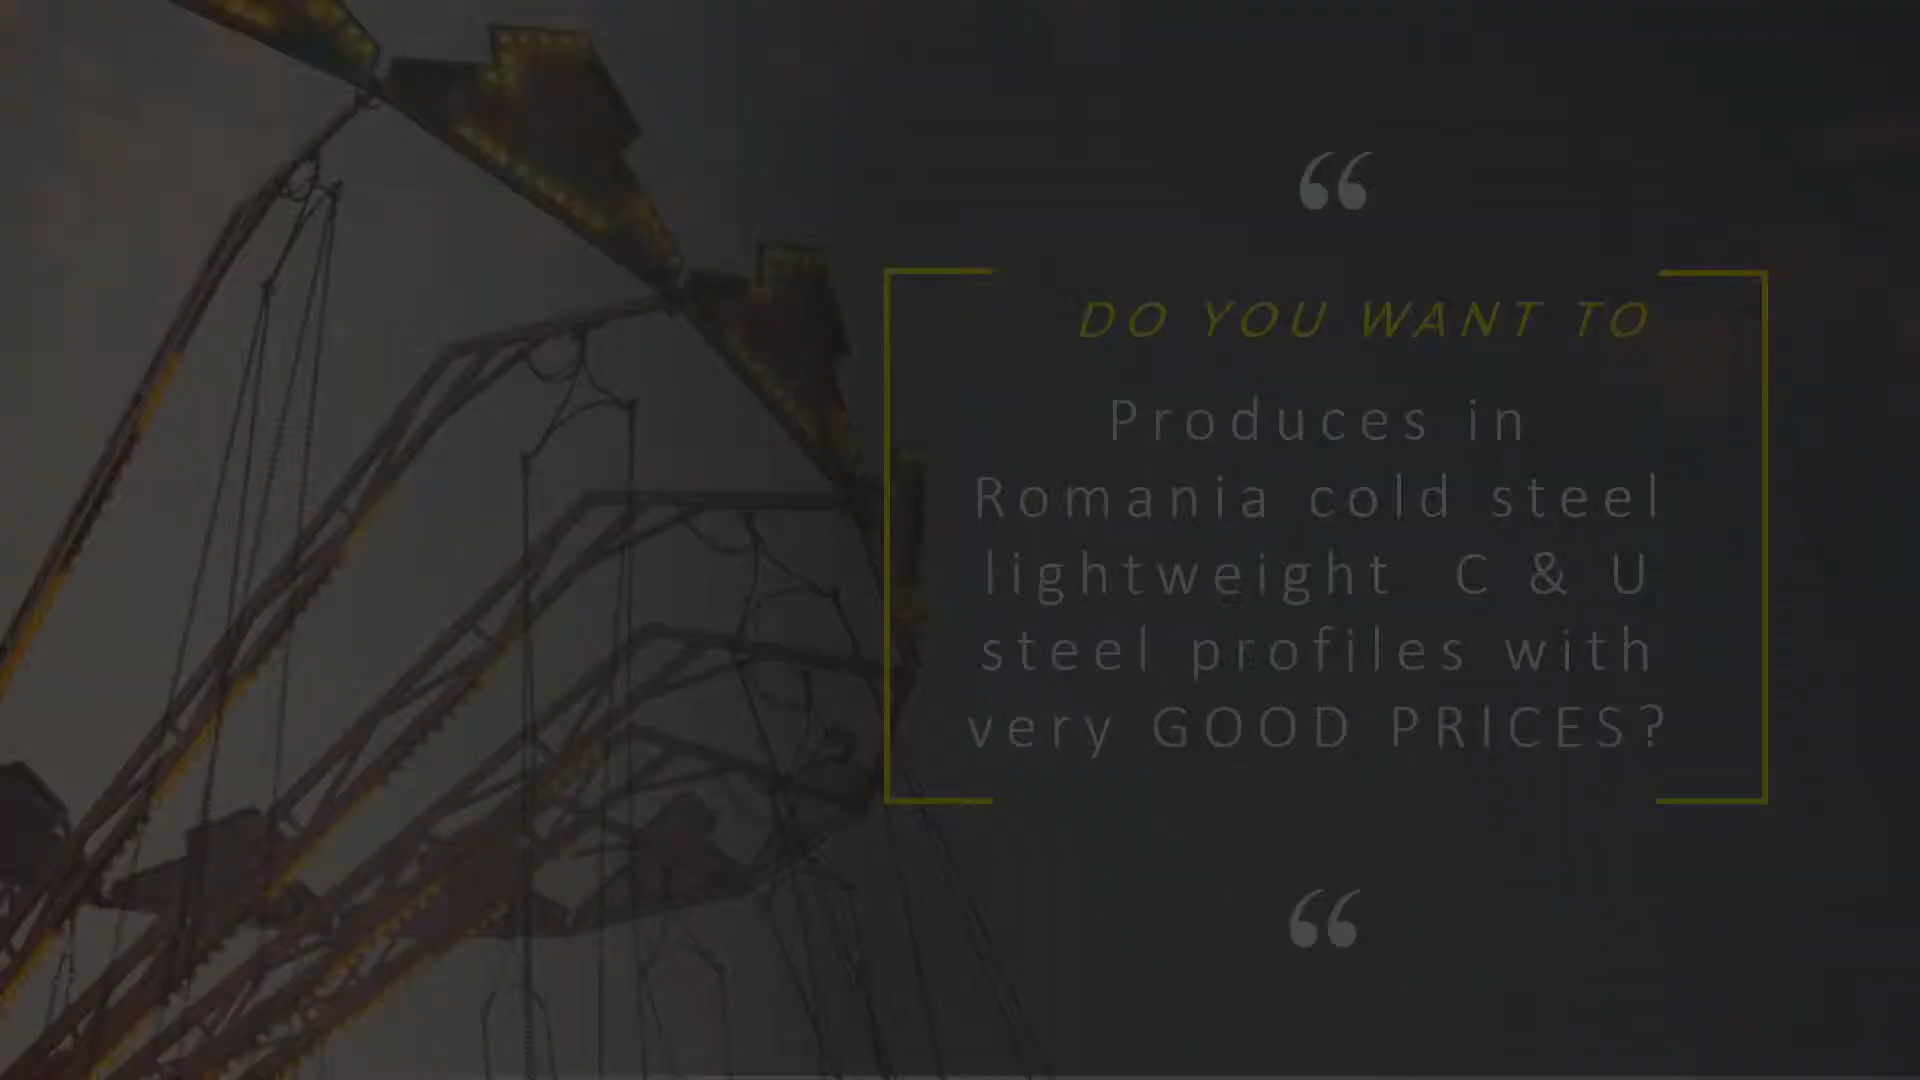 “
DO YOU WANT TO
Produces in
Romania cold steel
lightweight C & U
steel profiles with
very GOOD PRICES?
“